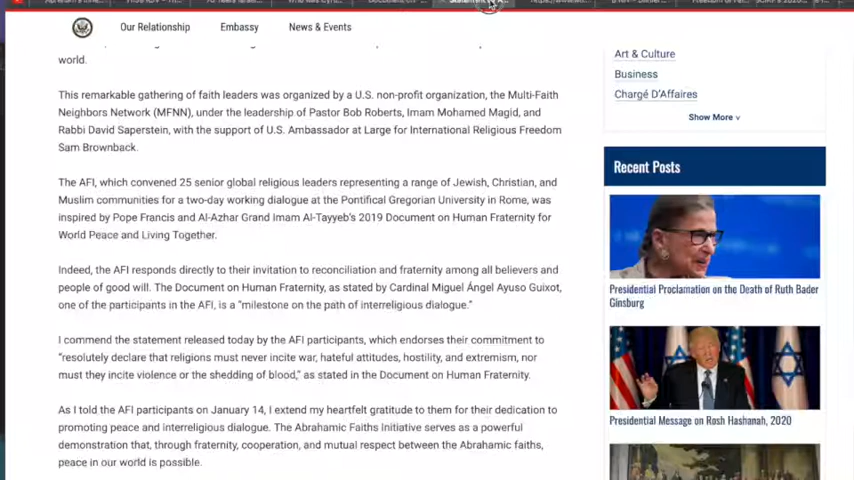 Our Relationship
Embassy
News & Events
world.
This remarkable gathering of faith leaders was organized by a U.S. non-profit organization, the Multi-Faith
Neighbors Network (MFNN), under the leadership of Pastor Bob Roberts, Imam Mohamed Magid, and
Rabbi David Saperstein, with the support of U.S. Ambassador at Large for International Religious Freedom
Sam Brownback.
The AFI, which convened 25 senior global religious leaders representing a range of Jewish, Christian, and
Muslim communities for a two-day working dialogue at the Pontifical Gregorian University in Rome, was
inspired by Pope Francis and Al-Azhar Grand Imam Al-Tayyeb's 2019 Document on Human Fraternity for
World Peace and Living Together.
Indeed, the AFI responds directly to their invitation to reconciliation and fraternity among all believers and
people of good will. The Document on Human Fraternity, as stated by Cardinal Miguel Ángel Ayuso Guixot,
one of the participants in the AFI, is a “milestone on the path of interreligious dialogue.”
I commend the statement released today by the AFI participants, which endorses their commitment to
“resolutely declare that religions must never incite war, hateful attitudes, hostility, and extremism, nor
must they incite violence or the shedding of blood,” as stated in the Document on Human Fraternity.
As I told the AFI participants on January 14, I extend my heartfelt gratitude to them for their dedication to
promoting peace and interreligious dialogue. The Abrahamic Faiths Initiative serves as a powerful
demonstration that, through fraternity, cooperation, and mutual respect between the Abrahamic faiths,
peace in our world is possible.
Art & Culture
Business
Chargé D'Affaires
Show More
Recent Posts
Presidential Proclamation on the Death of Ruth Bader
Ginsburg
Presidential Message on Rosh Hashanah, 2020